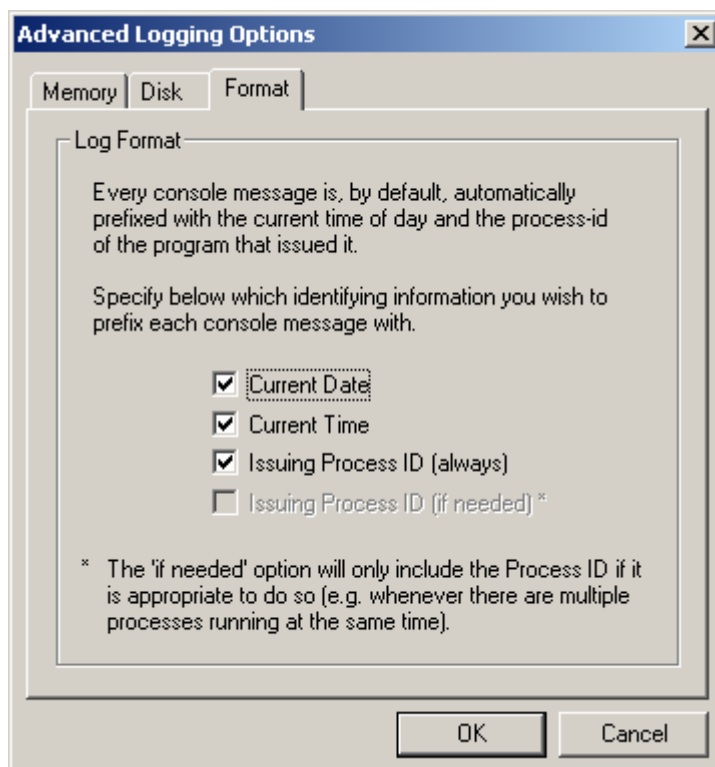 Advanced Logging Options
Memory
Disk
Format
Log Format
Every console message is, by default, automatically
prefixed with the current time of day and the process-id
of the program that issued it.
Specify below which identifying information you wish to
prefix each console message with.
Current Date
Current Time
Issuing Process ID (always)
Issuing Process ID (if needed) *
* The 'if needed' option will only include the Process ID if it
is appropriate to do so (e.g. whenever there are multiple
processes running at the same time).
OK
Cancel